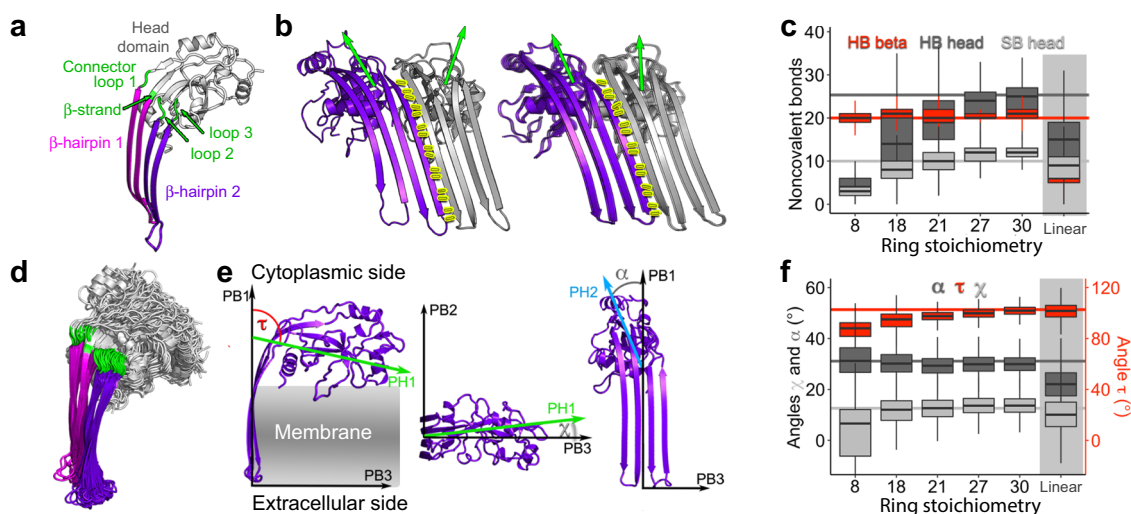 a
Head
domain
Connector
loop 1
β-strand
β-hairpin 1
loop 3
loop 2
β-hairpin 2
b
c
HB beta HB head SB head
Noncovalent bonds
40
30
20
10
0
8 18 21 27 30 Linear
Ring stoichiometry
d
e
Cytoplasmic side
PB1
τ
PH1
Membrane
PB3
Extracellular side
PB2
PH1
χ
PB3
α
PB1
PH2
PB3
f
α τ χ
Angles χ and α (°)
60
40
20
0
120
80
40
0
Angle τ (°)
8 18 21 27 30 Linear
Ring stoichiometry